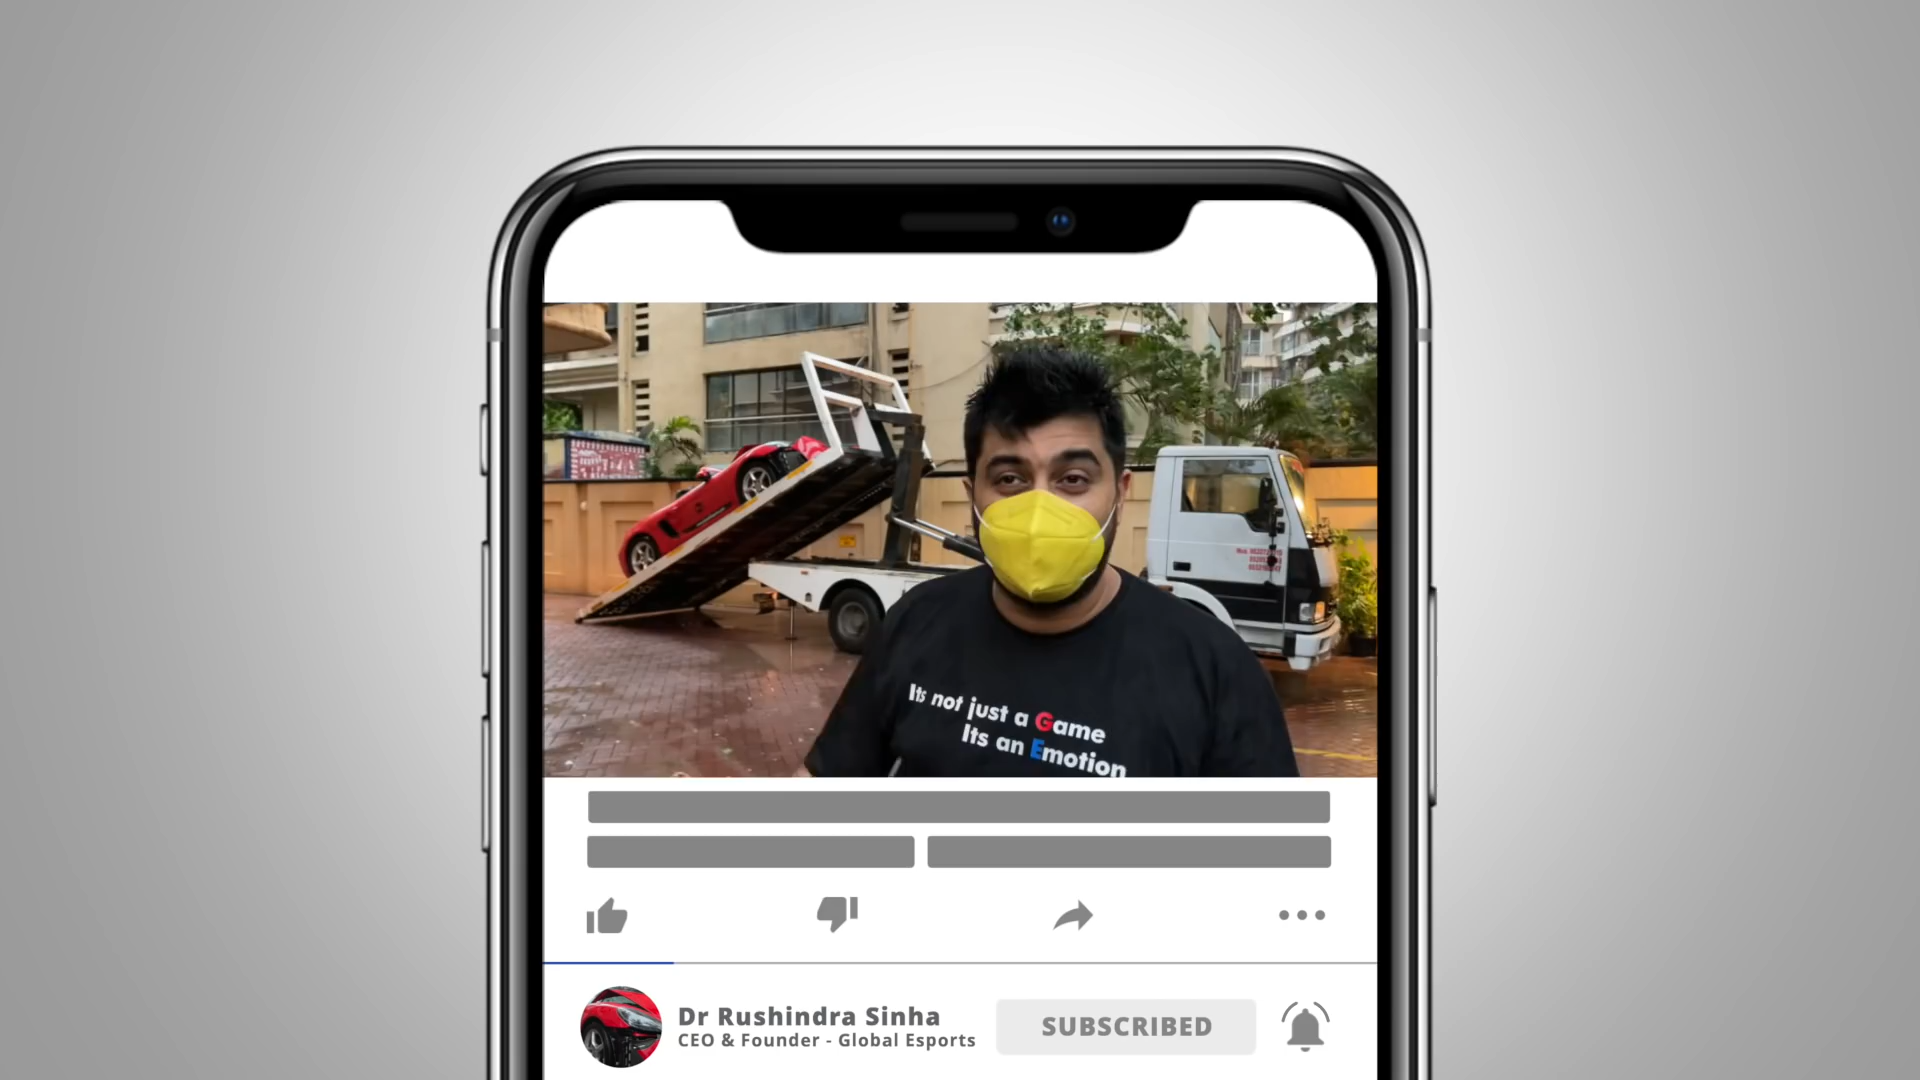 Its not just a Game
Its an Emotion
Dr Rushindra Sinha
CEO & Founder - Global Esports
SUBSCRIBED